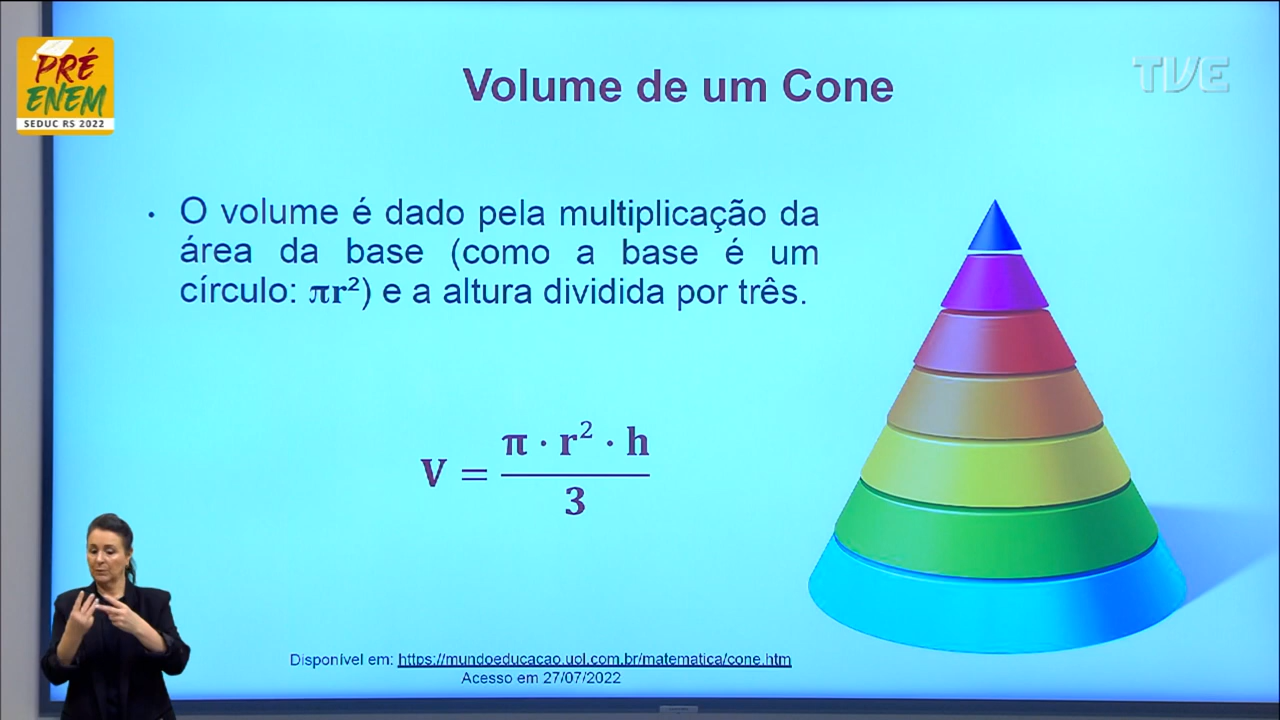 PRÉ
ENEM
SEDUC RS 2022
TVE
Volume de um Cone
• O volume é dado pela multiplicação da
área da base (como a base é um
círculo: πr²) e a altura dividida por três.
V = π · r² · h / 3
Disponível em: https://mundoeducacao.uol.com.br/matematica/cone.htm
Acesso em 27/07/2022